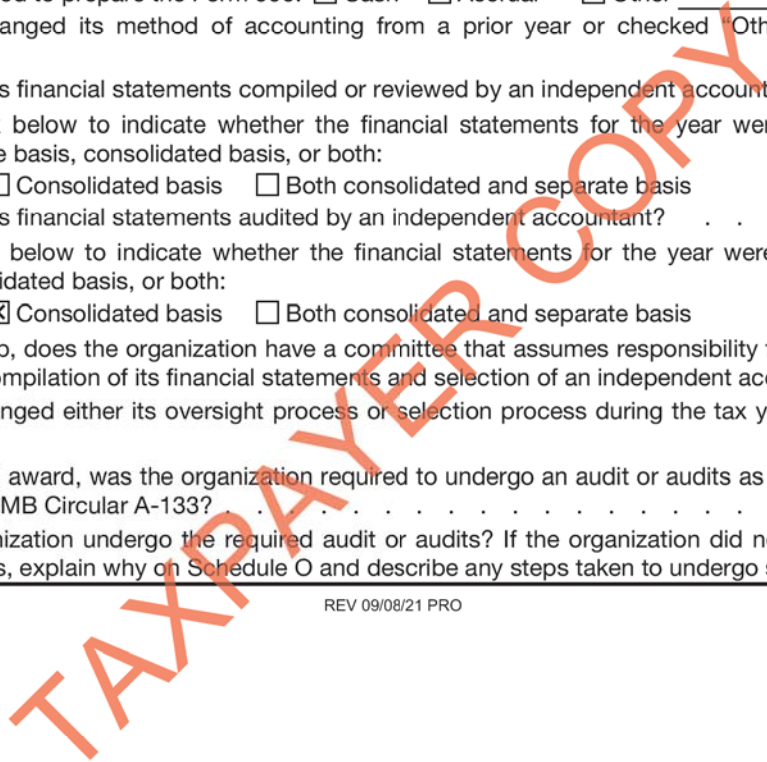 to prepare the Form
anged its method of accounting from a prior year or checked "Oth
s financial statements compiled or reviewed by an independent account
below to indicate whether the financial statements for the year wer
e basis, consolidated basis, or both:
Consolidated basis Both consolidated and separate basis
s financial statements audited by an independent accountant? . .
below to indicate whether the financial statements for the year were
idated basis, or both:
Consolidated basis Both consolidated and separate basis
, does the organization have a committee that assumes responsibility
ompilation of its financial statements and selection of an independent acc
nged either its oversight process or selection process during the tax y
award, was the organization required to undergo an audit or audits as
MB Circular A-133? . . . . . . . . . . . . . . . . .
nization undergo the required audit or audits? If the organization did n
s, explain why on Schedule O and describe any steps taken to undergo s
REV 09/08/21 PRO
TAXPAYER COPY